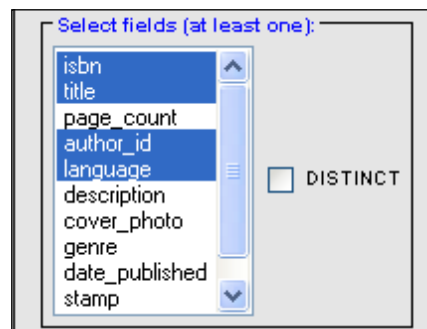 Select fields (at least one):
isbn
title
page_count
author_id
language
description
cover_photo
genre
date_published
stamp
DISTINCT